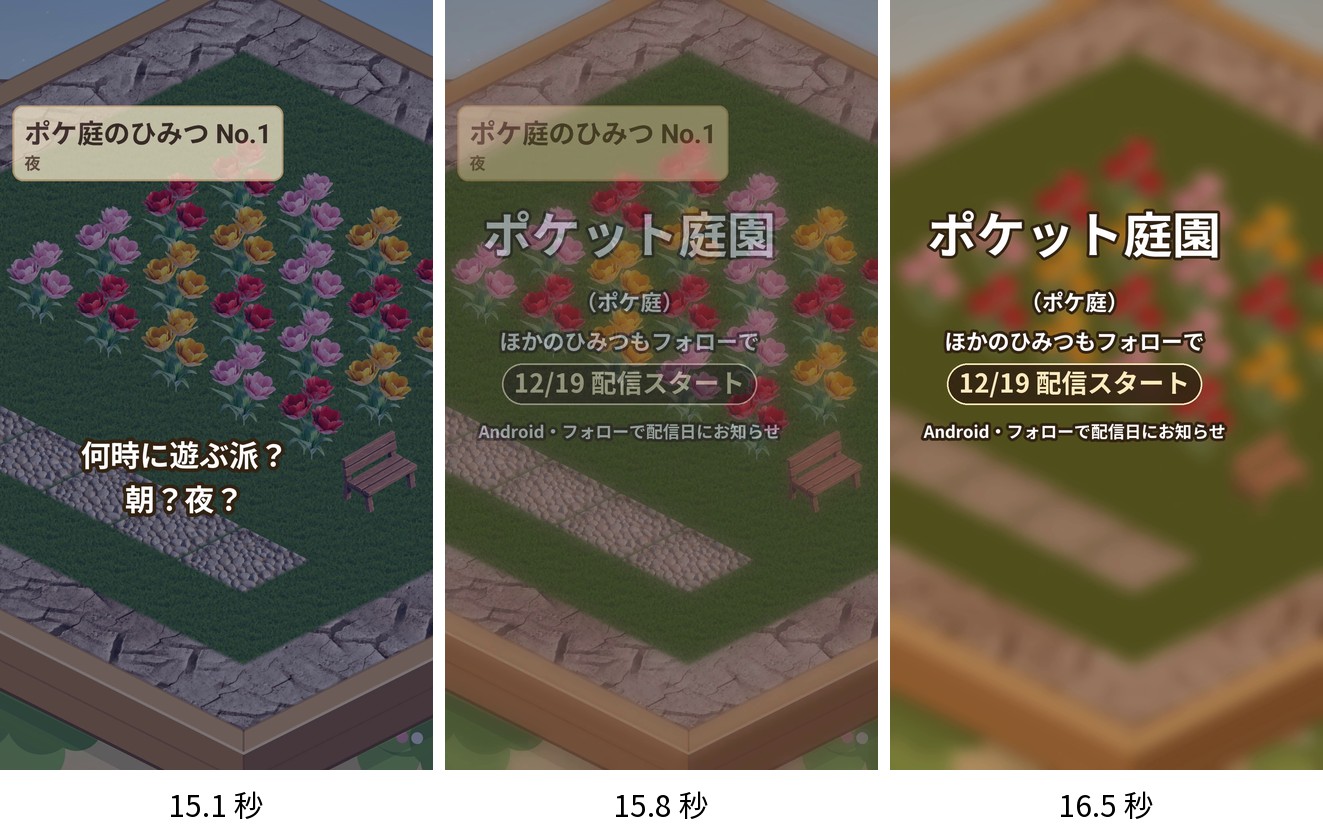 ポケ庭のひみつ No.1
夜
何時に遊ぶ派？
朝？夜？
15.1 秒
ポケ庭のひみつ No.1
夜
ポケット庭園
（ポケ庭）
ほかのひみつもフォローで
12/19 配信スタート
Android・フォローで配信日にお知らせ
15.8 秒
ポケット庭園
（ポケ庭）
ほかのひみつもフォローで
12/19 配信スタート
Android・フォローで配信日にお知らせ
16.5 秒